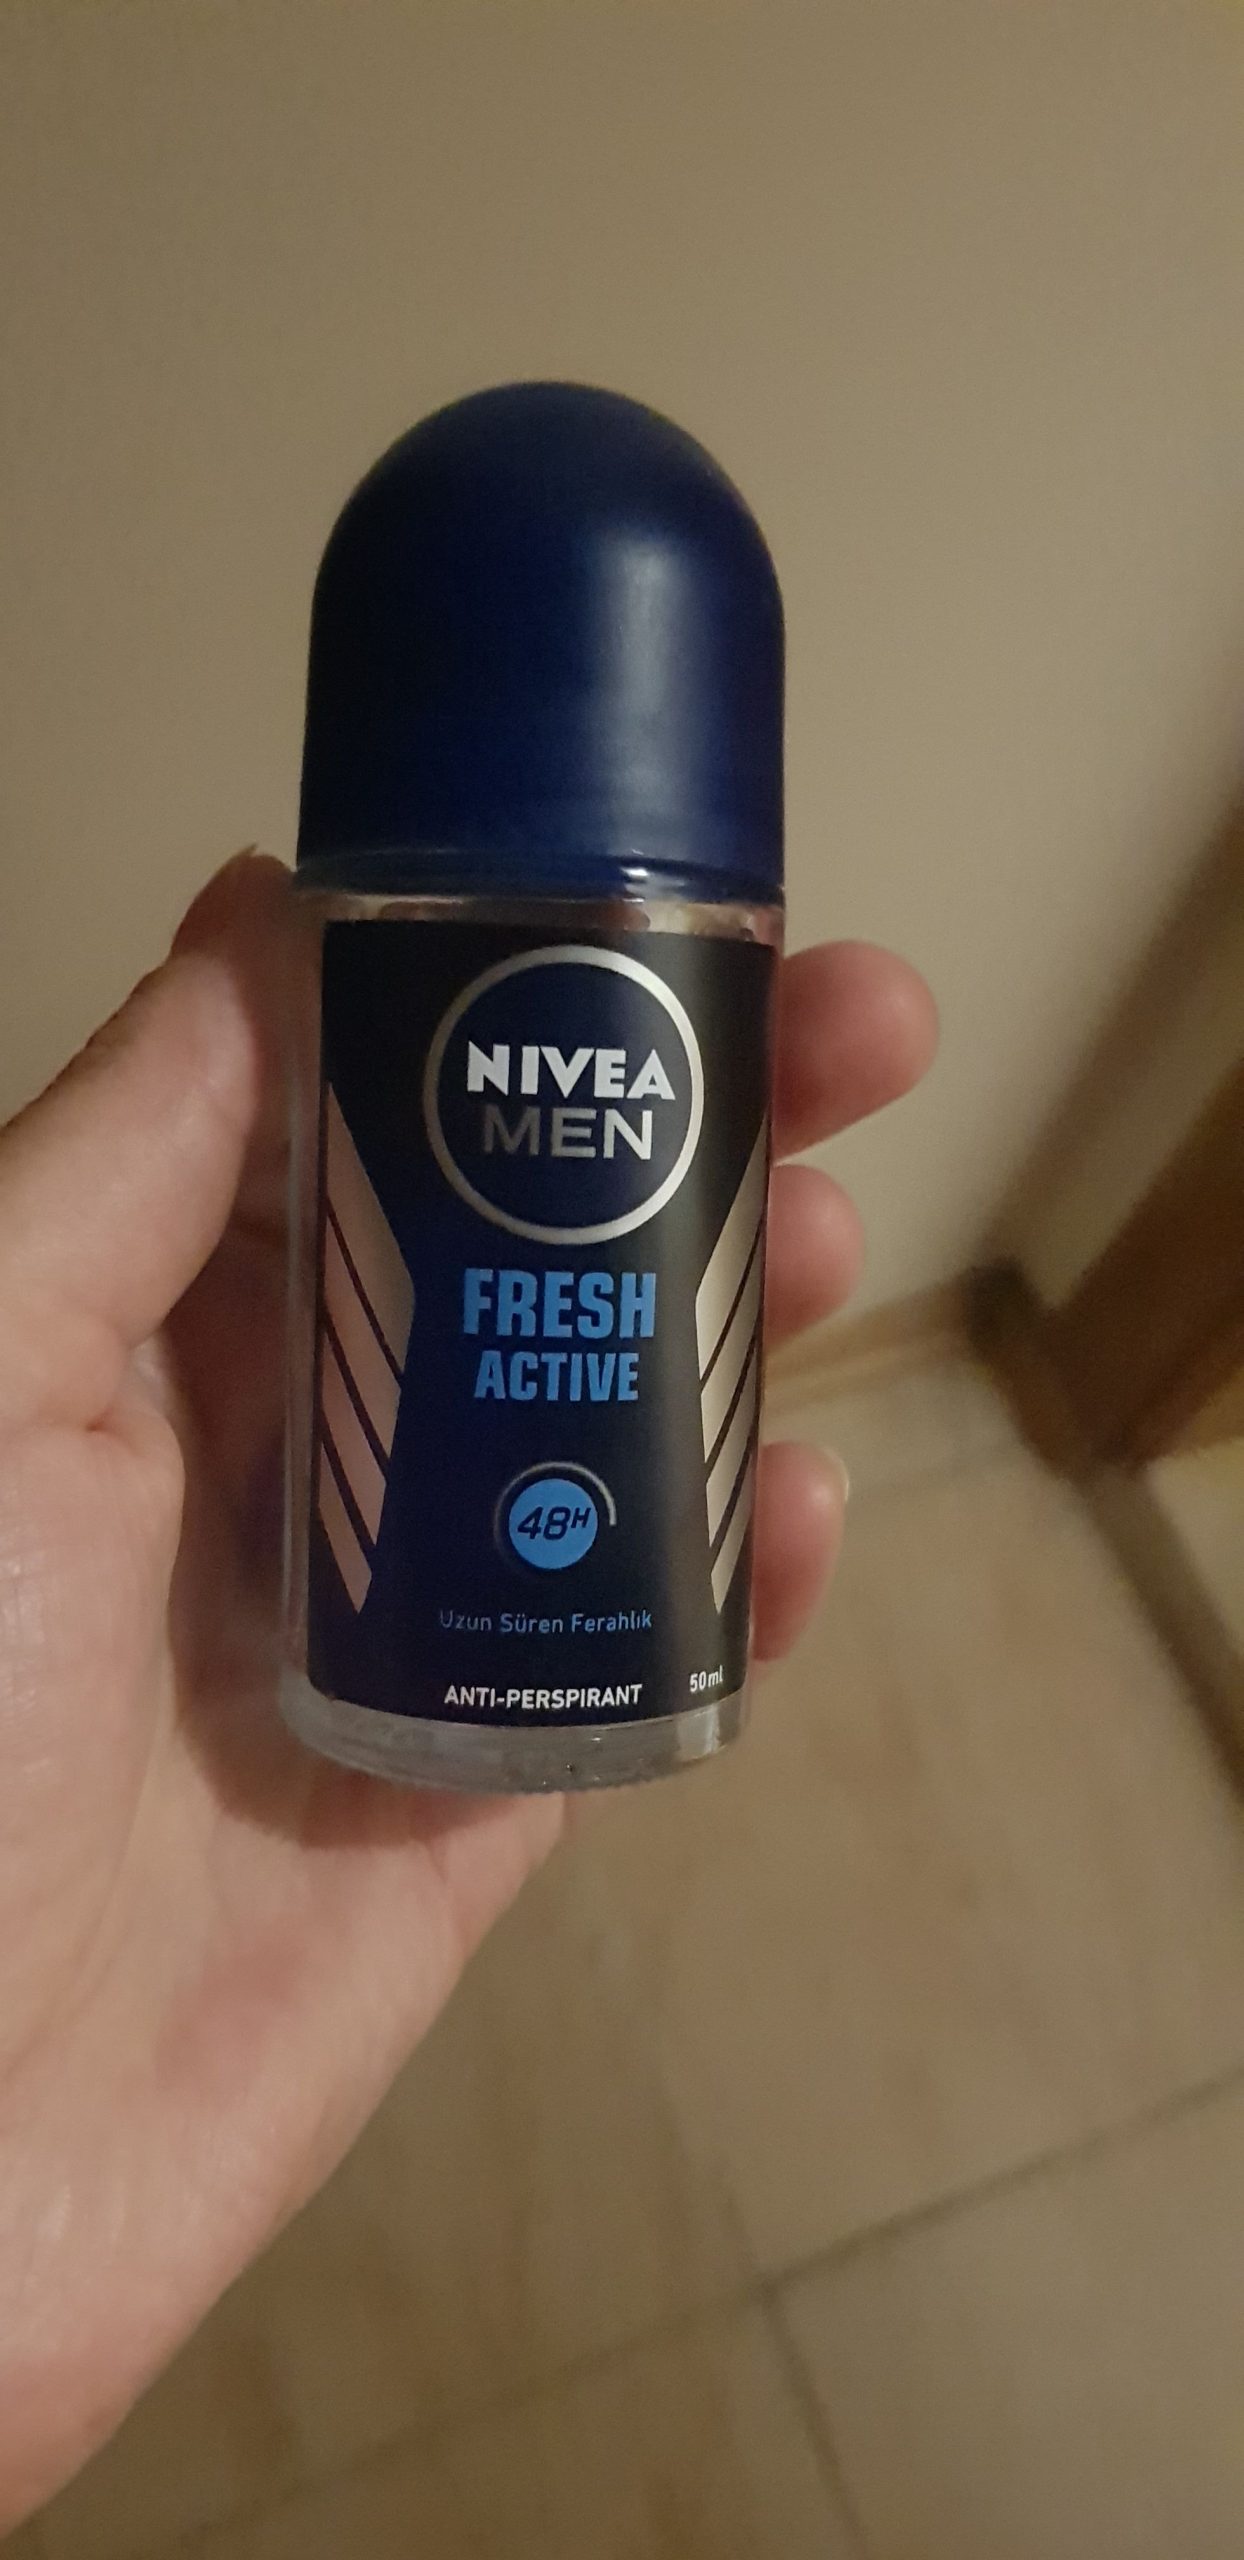 NIVEA
MEN
FRESH
ACTIVE
48H
Uzun Süren Ferahlık
ANTI-PERSPIRANT
50ml